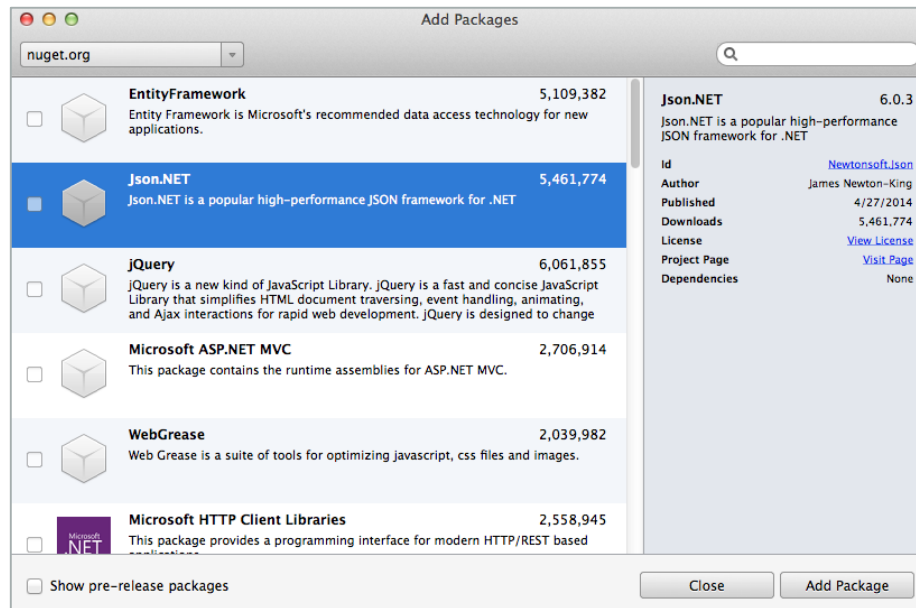 Add Packages
nuget.org
EntityFramework 5,109,382
Entity Framework is Microsoft's recommended data access technology for new
applications.
Json.NET 5,461,774
Json.NET is a popular high-performance JSON framework for .NET
jQuery 6,061,855
jQuery is a new kind of JavaScript Library. jQuery is a fast and concise JavaScript
Library that simplifies HTML document traversing, event handling, animating,
and Ajax interactions for rapid web development. jQuery is designed to change
Microsoft ASP.NET MVC 2,706,914
This package contains the runtime assemblies for ASP.NET MVC.
WebGrease 2,039,982
Web Grease is a suite of tools for optimizing javascript, css files and images.
Microsoft
.NET
Microsoft HTTP Client Libraries 2,558,945
This package provides a programming interface for modern HTTP/REST based
applications
Json.NET 6.0.3
Json.NET is a popular high-performance
JSON framework for .NET
Id Newtonsoft.Json
Author James Newton-King
Published 4/27/2014
Downloads 5,461,774
License View License
Project Page Visit Page
Dependencies None
Show pre-release packages
Close
Add Package